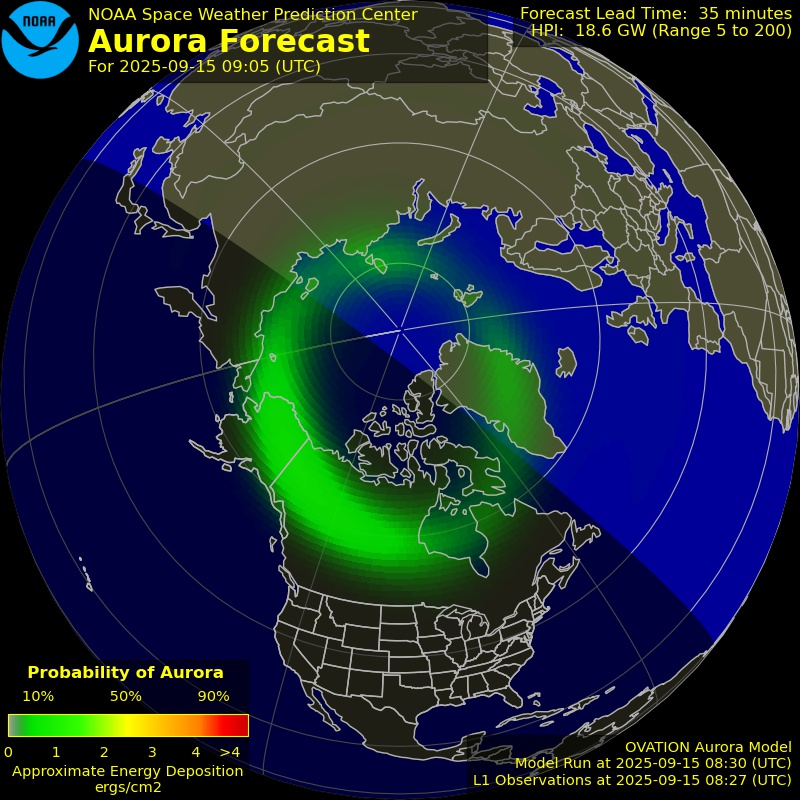 NOAA
NOAA Space Weather Prediction Center
Aurora Forecast
For 2025-09-15 09:05 (UTC)
Forecast Lead Time: 35 minutes
HPI: 18.6 GW (Range 5 to 200)
Probability of Aurora
10% 50% 90%
0 1 2 3 4 >4
Approximate Energy Deposition
ergs/cm2
OVATION Aurora Model
Model Run at 2025-09-15 08:30 (UTC)
L1 Observations at 2025-09-15 08:27 (UTC)